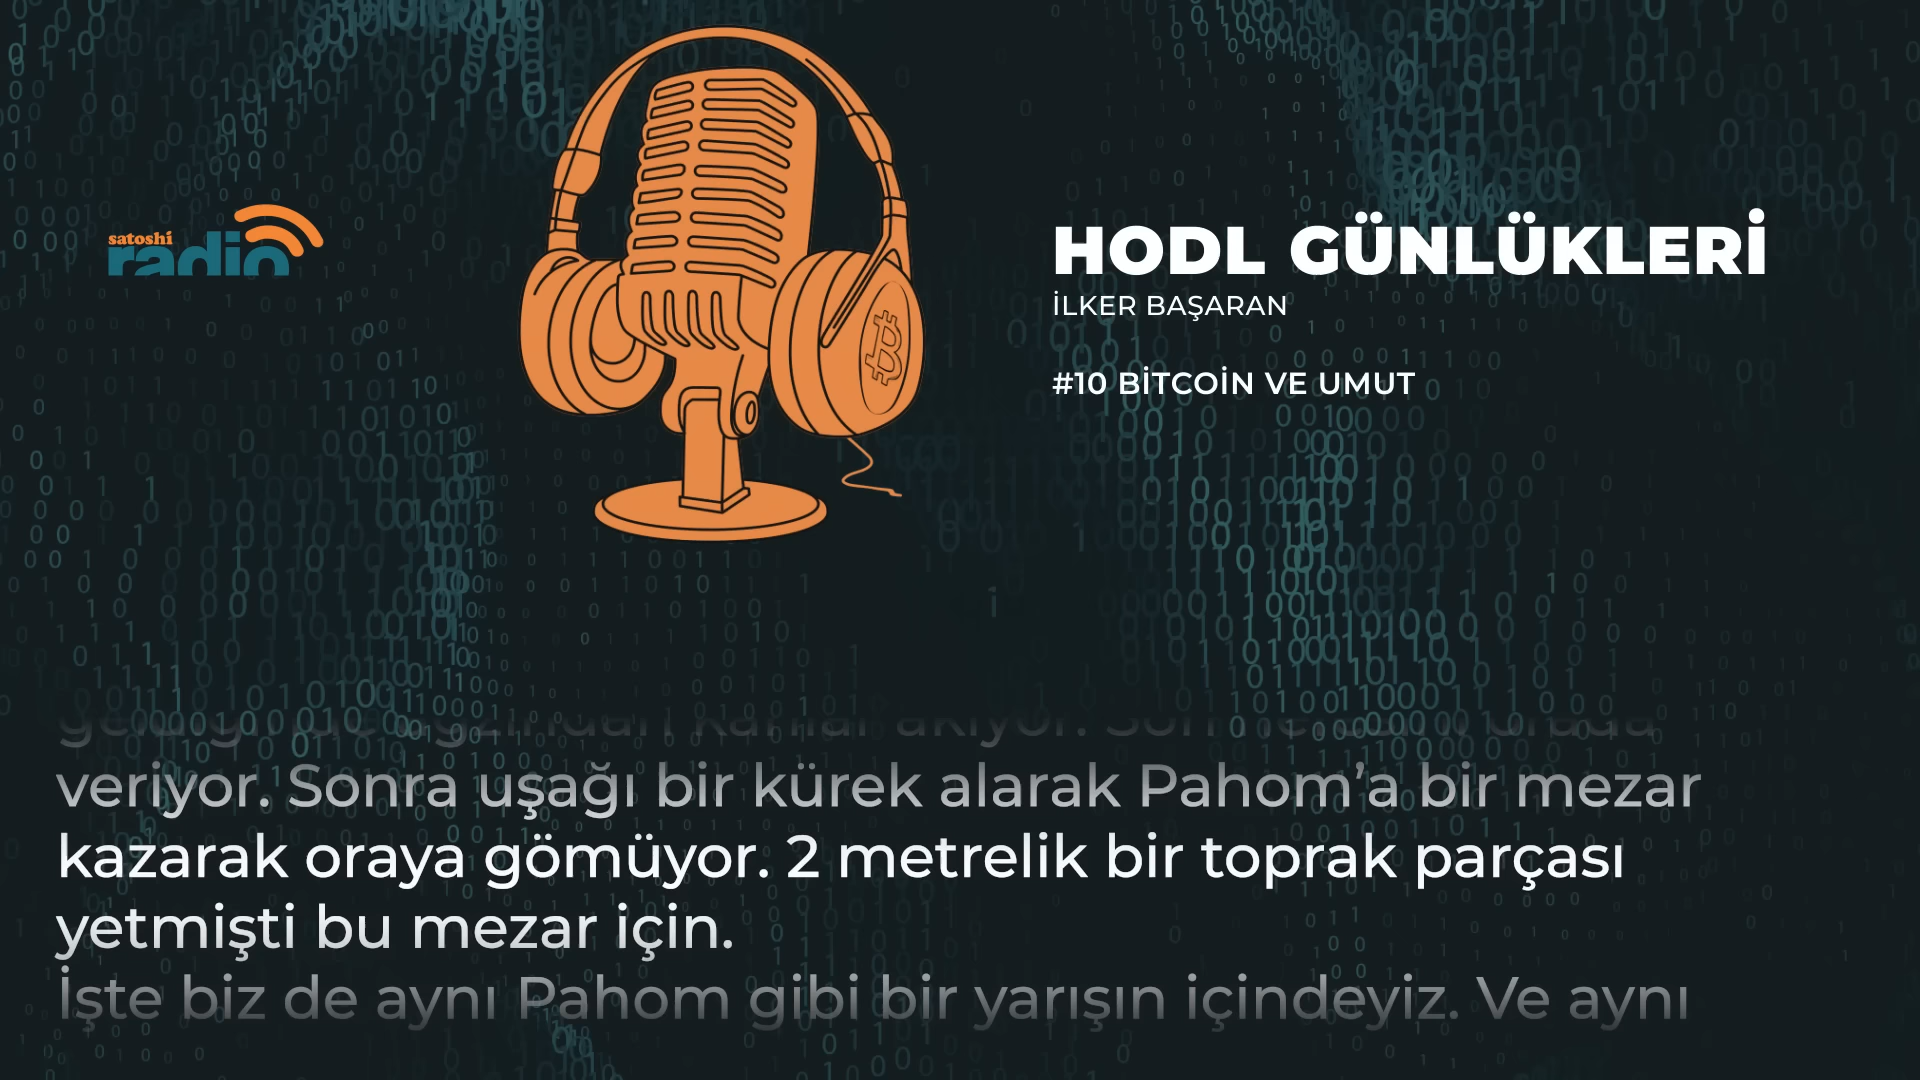 satoshi
radio
HODL GÜNLÜKLERİ
İLKER BAŞARAN
#10 BİTCOİN VE UMUT
akıyor.
veriyor. Sonra uşağı bir kürek alarak Pahom’a bir mezar
kazarak oraya gömüyor. 2 metrelik bir toprak parçası
yetmişti bu mezar için.
İşte biz de aynı Pahom gibi bir yarışın içindeyiz. Ve aynı